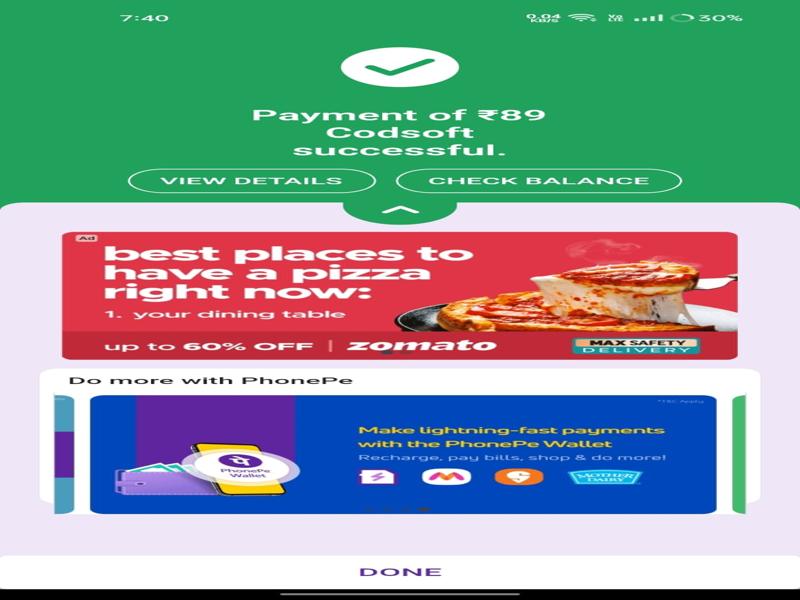 7:40
0.04 KB/S
Vo LTE
30%
Payment of ₹89
Codsoft
successful.
VIEW DETAILS
CHECK BALANCE
Ad
best places to
have a pizza
right now:
1. your dining table
up to 60% OFF | zomato
MAX SAFETY
DELIVERY
Do more with PhonePe
*T&C Apply
Make lightning-fast payments
with the PhonePe Wallet
Recharge, pay bills, shop & do more!
PhonePe
Wallet
MOTHER
DAIRY
DONE